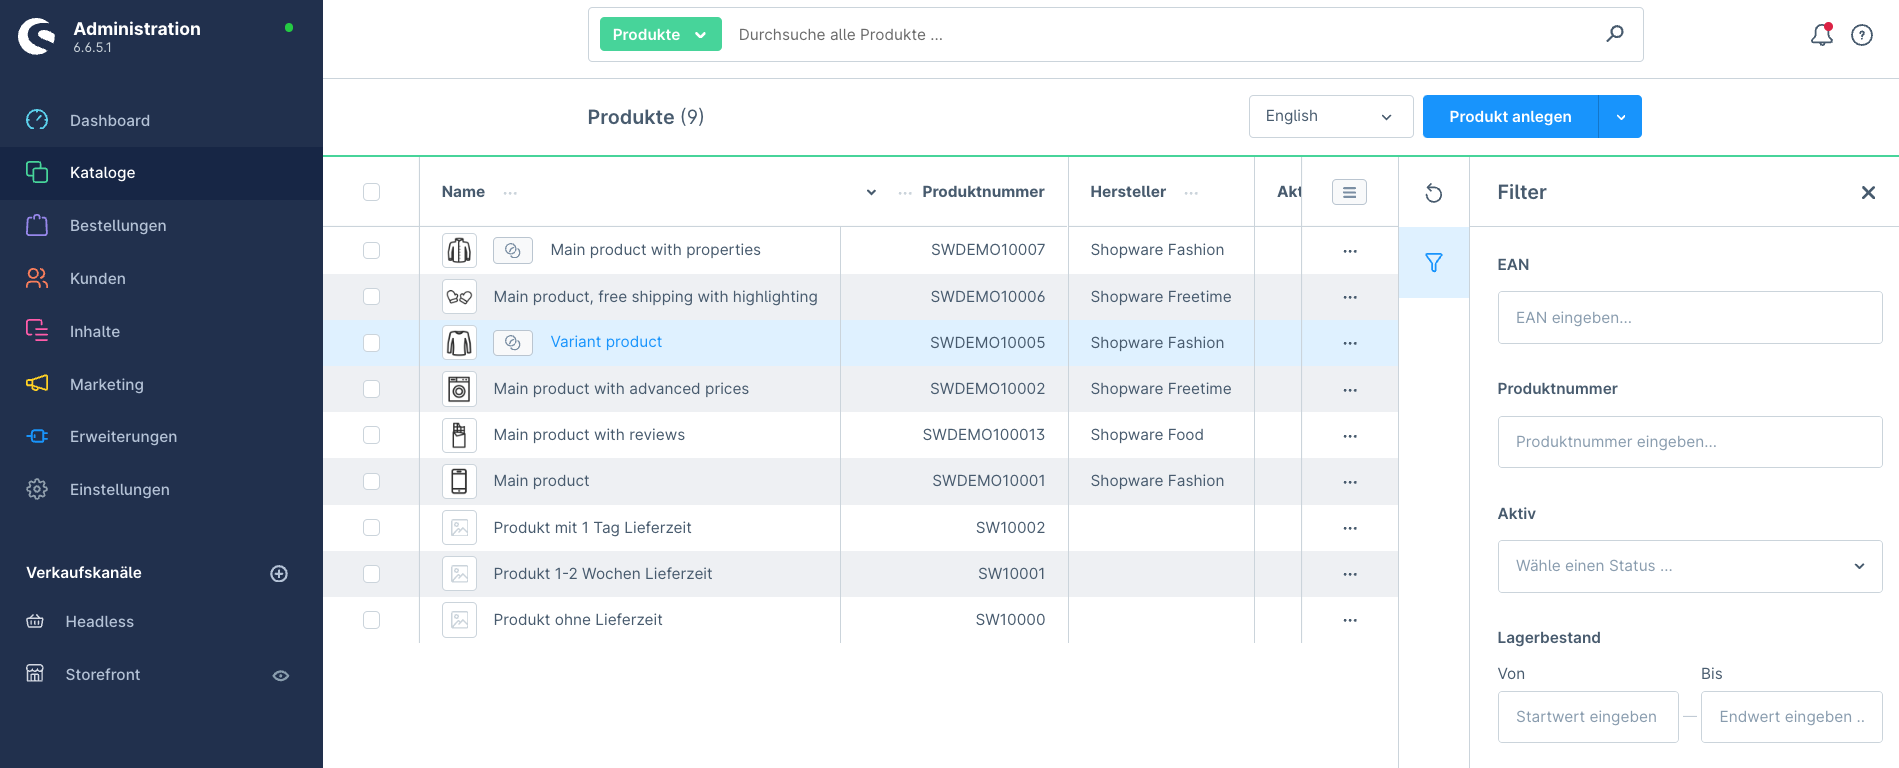 Administration
6.6.5.1
Dashboard
Kataloge
Bestellungen
Kunden
Inhalte
Marketing
Erweiterungen
Einstellungen
Verkaufskanäle
Headless
Storefront
Produkte Durchsuche alle Produkte ...
Produkte (9) English Produkt anlegen
Name Produktnummer Hersteller Akt
Main product with properties SWDEMO10007 Shopware Fashion
Main product, free shipping with highlighting SWDEMO10006 Shopware Freetime
Variant product SWDEMO10005 Shopware Fashion
Main product with advanced prices SWDEMO10002 Shopware Freetime
Main product with reviews SWDEMO100013 Shopware Food
Main product SWDEMO10001 Shopware Fashion
Produkt mit 1 Tag Lieferzeit SW10002
Produkt 1-2 Wochen Lieferzeit SW10001
Produkt ohne Lieferzeit SW10000
Filter
EAN
EAN eingeben...
Produktnummer
Produktnummer eingeben...
Aktiv
Wähle einen Status ...
Lagerbestand
Von Bis
Startwert eingeben Endwert eingeben ..